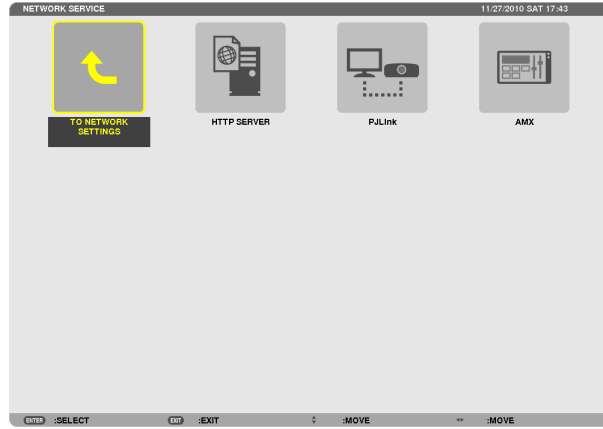 NETWORK SERVICE 11/27/2010 SAT 17:43
TO NETWORK
SETTINGS
HTTP SERVER
PJLink
AMX
ENTER :SELECT EXIT :EXIT :MOVE :MOVE